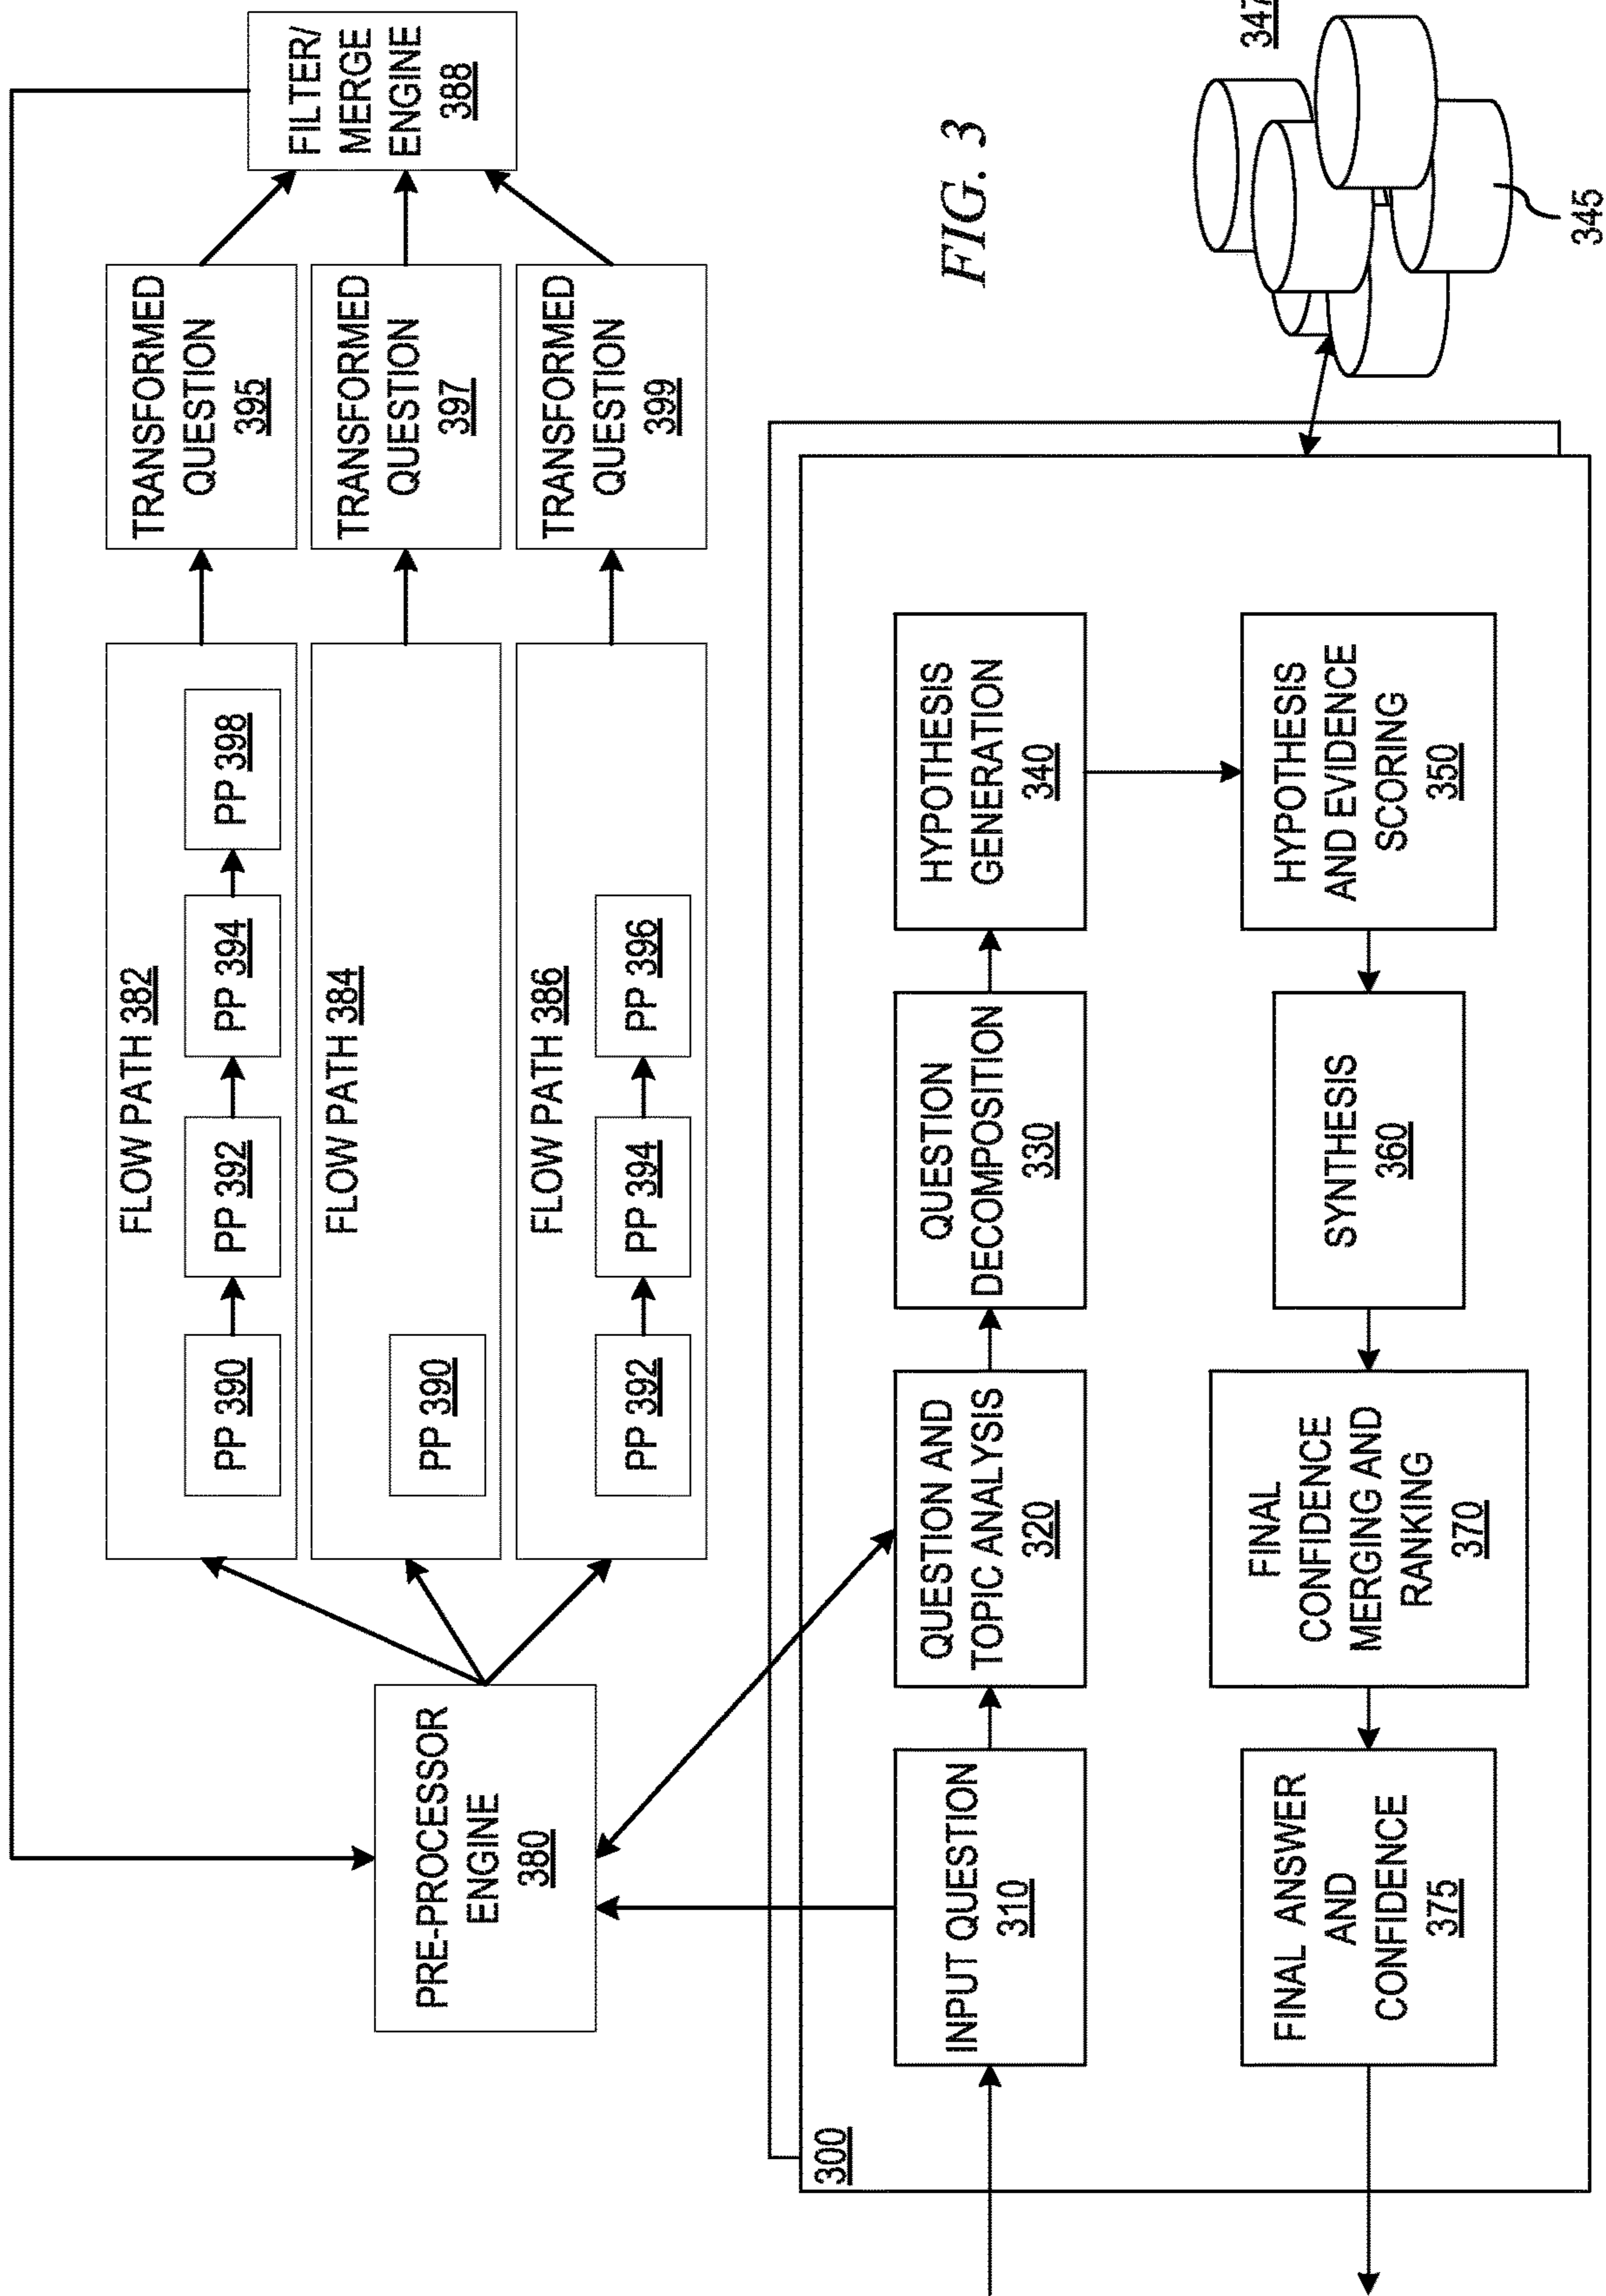 PRE-PROCESSOR
ENGINE
380
FLOW PATH 382
PP 390
PP 392
PP 394
PP 398
FLOW PATH 384
PP 390
FLOW PATH 386
PP 392
PP 394
PP 396
TRANSFORMED
QUESTION
395
TRANSFORMED
QUESTION
397
TRANSFORMED
QUESTION
399
FILTER/
MERGE
ENGINE
388
300
INPUT QUESTION
310
QUESTION AND
TOPIC ANALYSIS
320
QUESTION
DECOMPOSITION
330
HYPOTHESIS
GENERATION
340
HYPOTHESIS
AND EVIDENCE
SCORING
350
SYNTHESIS
360
FINAL
CONFIDENCE
MERGING AND
RANKING
370
FINAL ANSWER
AND
CONFIDENCE
375
FIG. 3
347
345